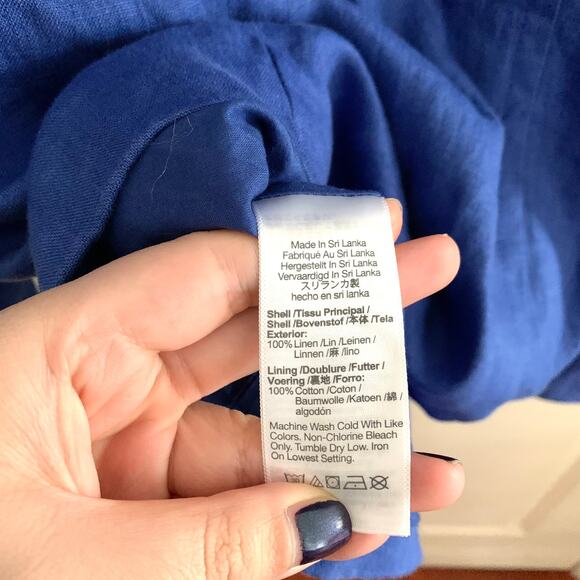 Made In Sri Lanka
Fabriqué Au Sri Lanka
Hergestellt In Sri Lanka
Vervaardigd In Sri Lanka
スリランカ製
hecho en sri lanka
Shell /Tissu Principal /
Shell /Bovenstof /本体 /Tela
Exterior:
100% Linen /Lin /Leinen /
Linnen /麻 /lino
Lining /Doublure /Futter /
Voering /裏地 /Forro:
100% Cotton /Coton /
Baumwolle /Katoen /綿 /
algodón
Machine Wash Cold With Like
Colors. Non-Chlorine Bleach
Only. Tumble Dry Low. Iron
On Lowest Setting.